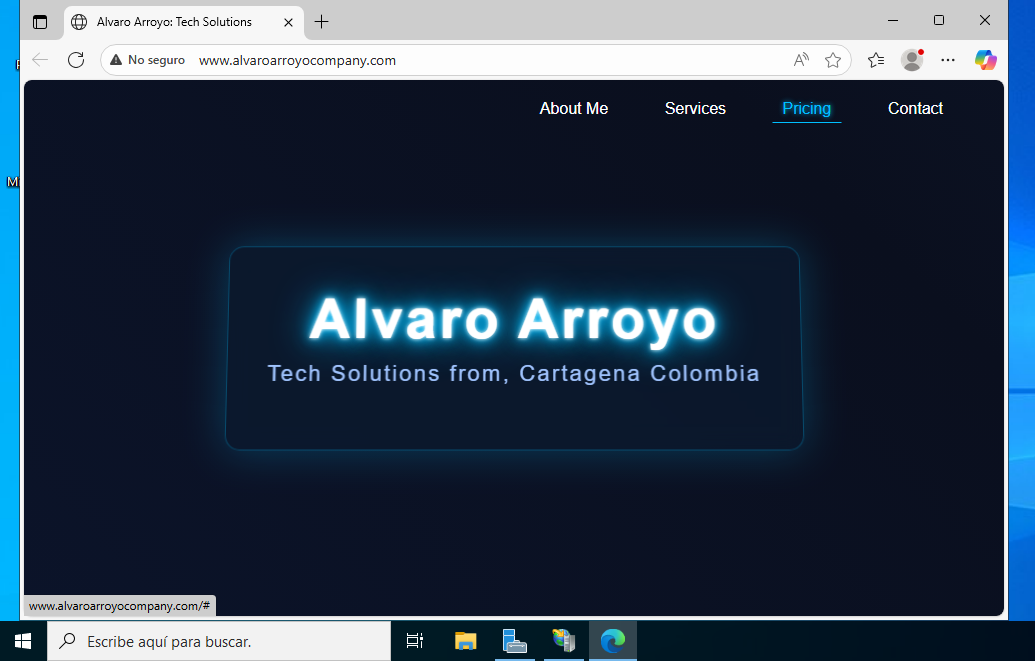 Alvaro Arroyo: Tech Solutions
No seguro www.alvaroarroyocompany.com
About Me Services Pricing Contact
Alvaro Arroyo
Tech Solutions from, Cartagena Colombia
www.alvaroarroyocompany.com/#
Escribe aquí para buscar.